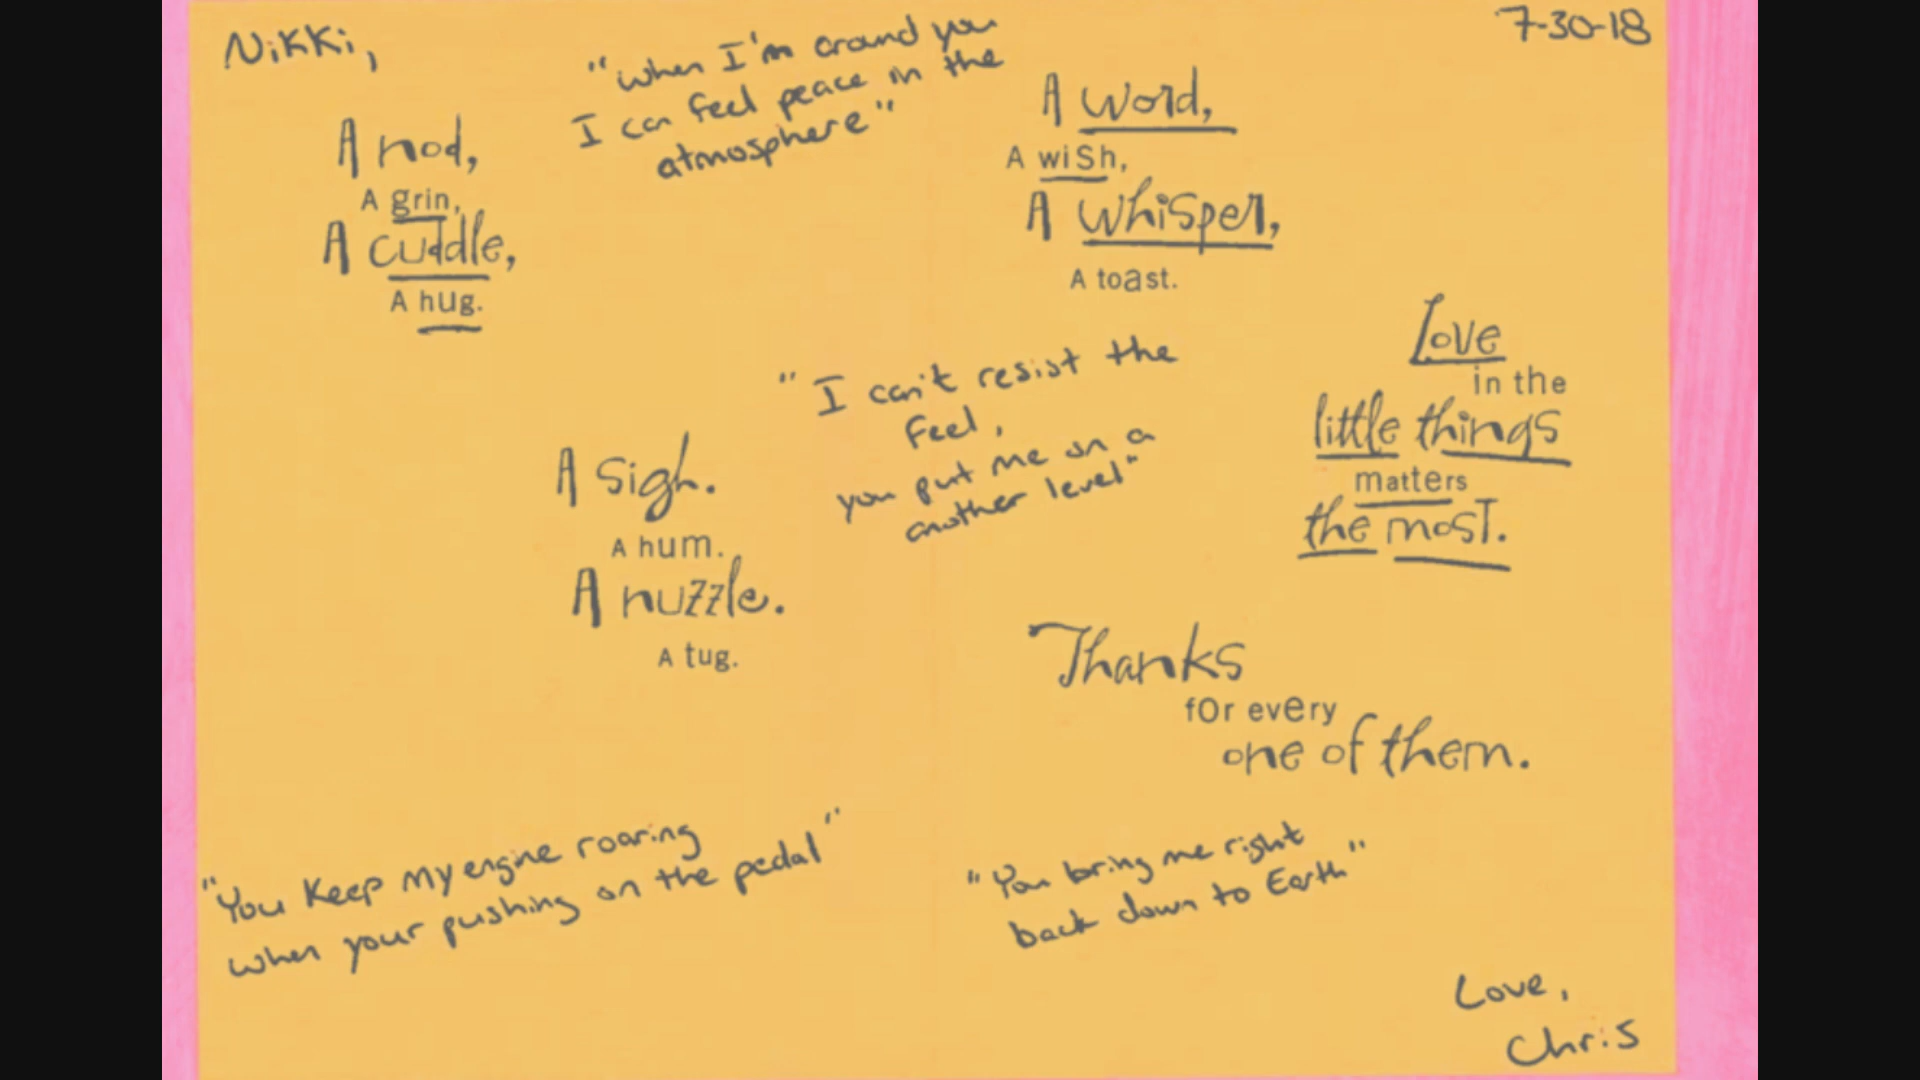 Nikki,
7-30-18
"when I'm around you
I can feel peace in the
atmosphere"
A nod,
A grin,
A cuddle,
A hug.
A word,
A wish,
A whisper,
A toast.
"I can't resist the
feel,
you put me on a
another level"
A sigh.
A hum.
A nuzzle.
A tug.
Love
in the
little things
matters
the most.
Thanks
for every
one of them.
"You Keep My engine roaring
when your pushing on the pedal"
"You bring me right
back down to Earth"
Love,
Chris